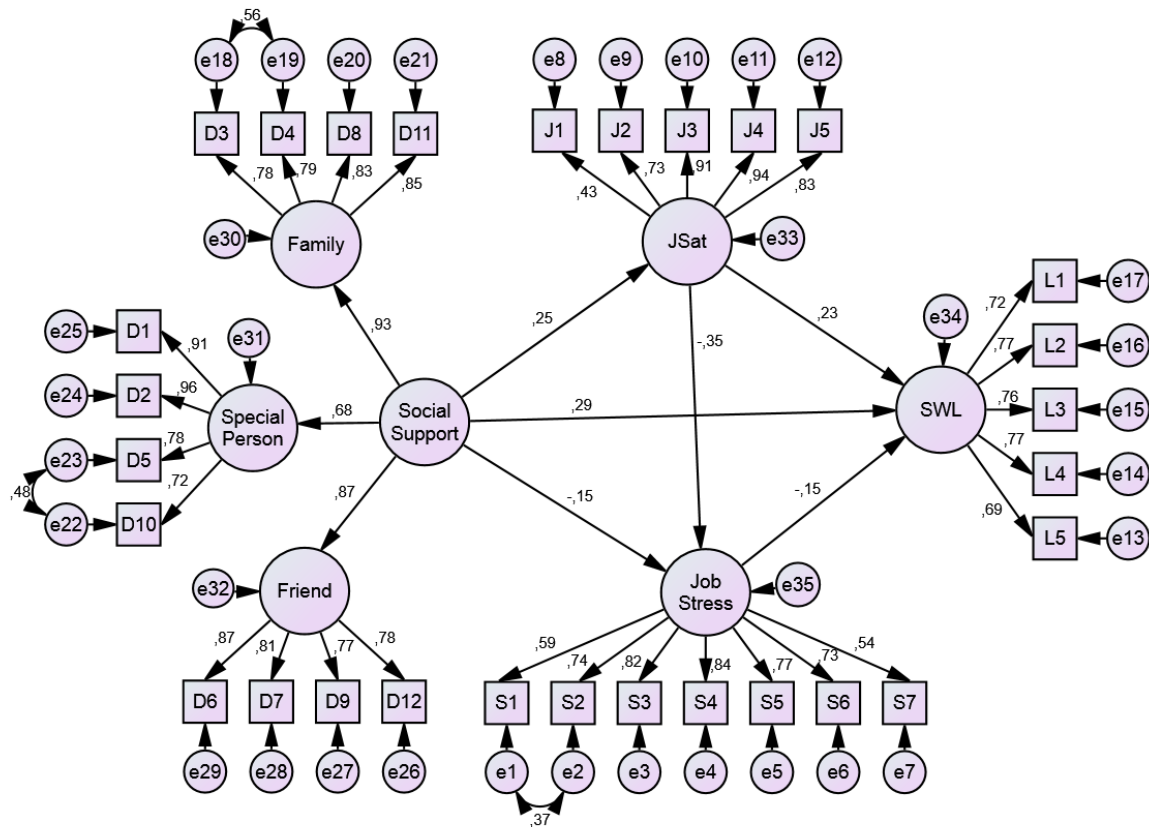 ,56
e18 e19 e20 e21
e8 e9 e10 e11 e12
D3 D4 D8 D11
J1 J2 J3 J4 J5
,78 ,79 ,83 ,85
,43 ,73 ,91 ,94 ,83
e30 Family
JSat e33
e25 D1 ,91 e31
,93 ,25 -,35 ,23
e34 ,72 L1 e17
e24 D2 ,96
,77 L2 e16
Special
Person
,68
Social
Support
,29
SWL
,76 L3 e15
e23 D5 ,78
,77 L4 e14
,48
e22 D10 ,72
,69 L5 e13
,87 -,15 -,15
e32 Friend
Job
Stress
e35
,87 ,81 ,77 ,78
,59 ,74 ,82 ,84 ,77 ,73 ,54
D6 D7 D9 D12
S1 S2 S3 S4 S5 S6 S7
e29 e28 e27 e26
e1 e2 e3 e4 e5 e6 e7
,37